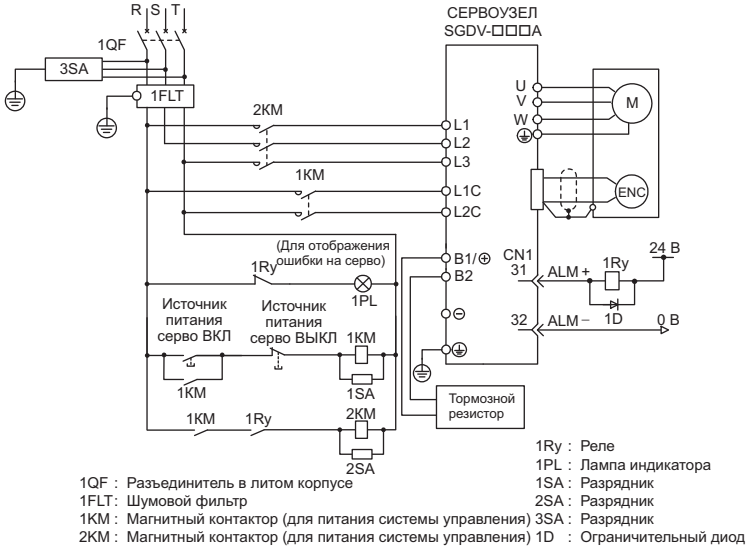 R S T
СЕРВОУЗЕЛ
SGDV-□□□A
1QF
3SA
1FLT
2KM
U
V
W
M
L1
L2
L3
1KM
L1C
L2C
ENC
(Для отображения
ошибки на серво)
1Ry
1PL
B1/⊕
B2
CN1
31
ALM +
1Ry
24 В
1D
32
ALM −
0 В
⊖
Источник
питания
серво ВКЛ
Источник
питания
серво ВЫКЛ
1KM
1KM
1SA
1KM
1Ry
2KM
2SA
Тормозной
резистор
1Ry : Реле
1PL : Лампа индикатора
1QF : Разъединитель в литом корпусе
1SA : Разрядник
1FLT: Шумовой фильтр
2SA : Разрядник
1KM : Магнитный контактор (для питания системы управления)
3SA : Разрядник
2KM : Магнитный контактор (для питания системы управления)
1D : Ограничительный диод